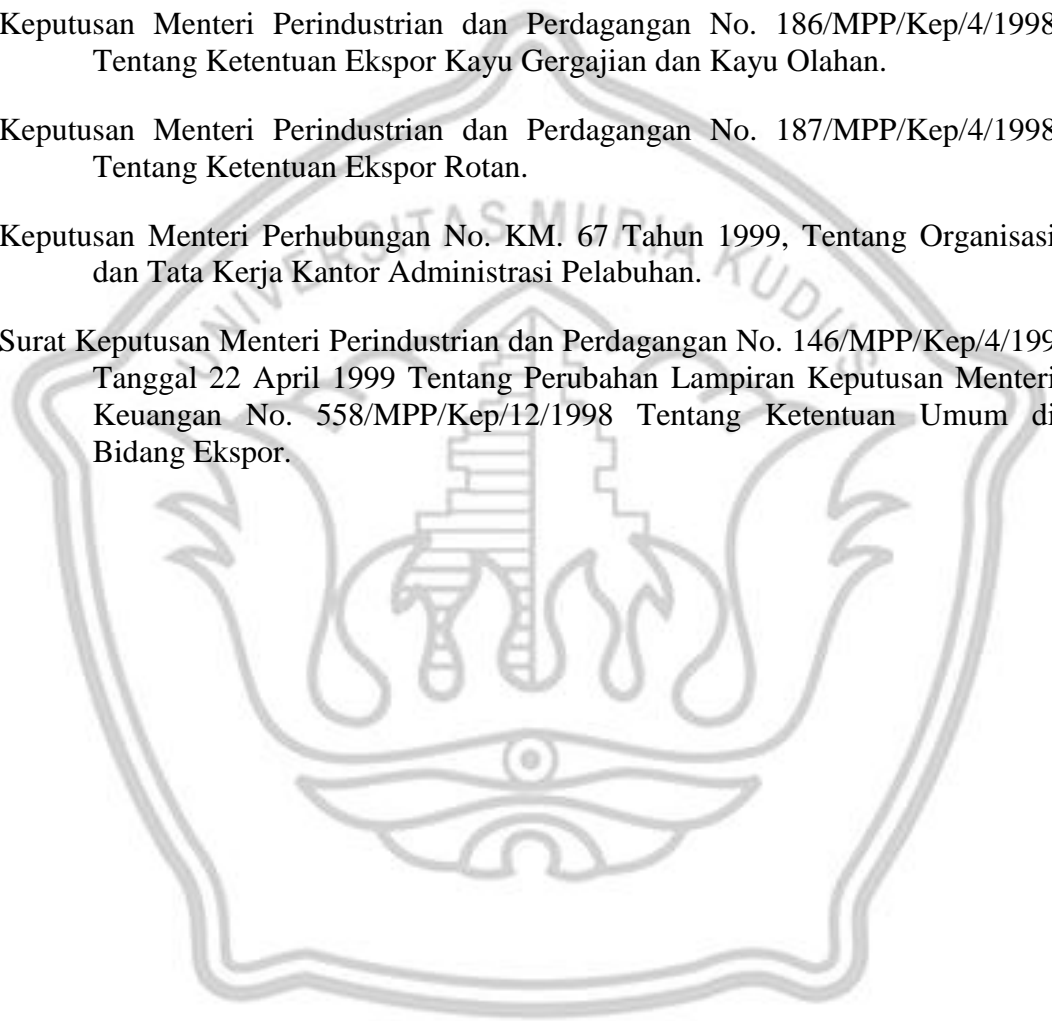 Keputusan Menteri Perindustrian dan Perdagangan No. 186/MPP/Kep/4/1998
Tentang Ketentuan Ekspor Kayu Gergajian dan Kayu Olahan.
Keputusan Menteri Perindustrian dan Perdagangan No. 187/MPP/Kep/4/1998
Tentang Ketentuan Ekspor Rotan.
UNIVERSITAS MURIA KUDUS
Keputusan Menteri Perhubungan No. KM. 67 Tahun 1999, Tentang Organisasi
dan Tata Kerja Kantor Administrasi Pelabuhan.
Surat Keputusan Menteri Perindustrian dan Perdagangan No. 146/MPP/Kep/4/199
Tanggal 22 April 1999 Tentang Perubahan Lampiran Keputusan Menteri
Keuangan No. 558/MPP/Kep/12/1998 Tentang Ketentuan Umum di
Bidang Ekspor.